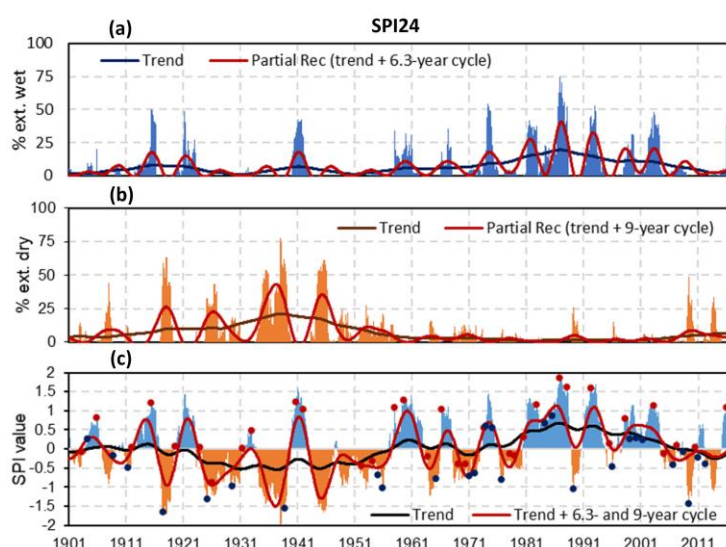 (a) SPI24
% ext. wet
100
75
50
25
0
Trend Partial Rec (trend + 6.3-year cycle)
(b)
% ext. dry
100
75
50
25
0
Trend Partial Rec (trend + 9-year cycle)
(c)
SPI value
2
1.5
1
0.5
0
-0.5
-1
-1.5
-2
Trend Trend + 6.3- and 9-year cycle
1901 1911 1921 1931 1941 1951 1961 1971 1981 1991 2001 2011